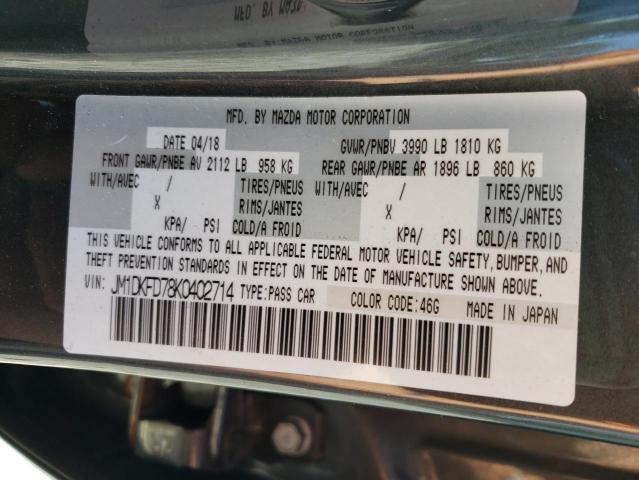 MFD. BY MAZDA MOTOR CORPORATION
DATE 04/18 GVWR/PNBV 3990 LB 1810 KG
FRONT GAWR/PNBE AV 2112 LB 958 KG REAR GAWR/PNBE AR 1896 LB 860 KG
WITH/AVEC / TIRES/PNEUS WITH/AVEC / TIRES/PNEUS
X RIMS/JANTES X RIMS/JANTES
KPA/ PSI COLD/A FROID KPA/ PSI COLD/A FROID
THIS VEHICLE CONFORMS TO ALL APPLICABLE FEDERAL MOTOR VEHICLE SAFETY, BUMPER, AND
THEFT PREVENTION STANDARDS IN EFFECT ON THE DATE OF MANUFACTURE SHOWN ABOVE.
VIN: JM1DKFD78K0402714 TYPE:PASS CAR COLOR CODE:46G MADE IN JAPAN